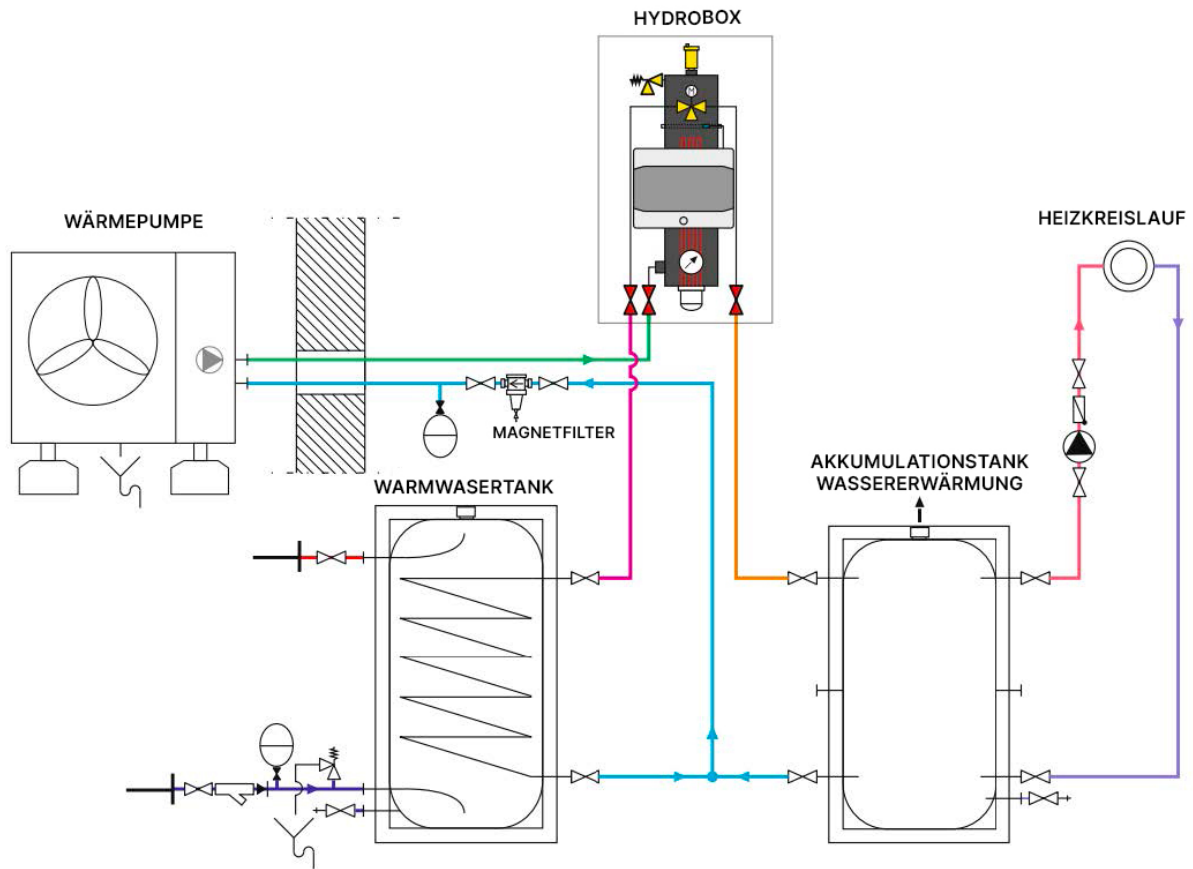 HYDROBOX
M
WÄRMEPUMPE
HEIZKREISLAUF
MAGNETFILTER
WARMWASERTANK
AKKUMULATIONSTANK
WASSERERWÄRMUNG